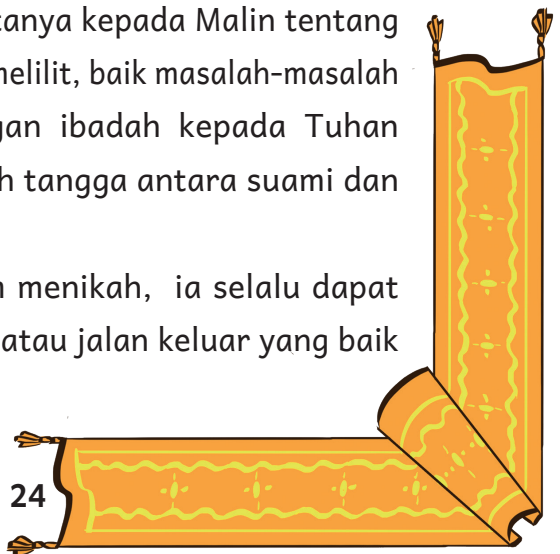 tanya kepada Malin tentang
melilit, baik masalah-masalah
gan ibadah kepada Tuhan
h tangga antara suami dan
menikah, ia selalu dapat
atau jalan keluar yang baik
24